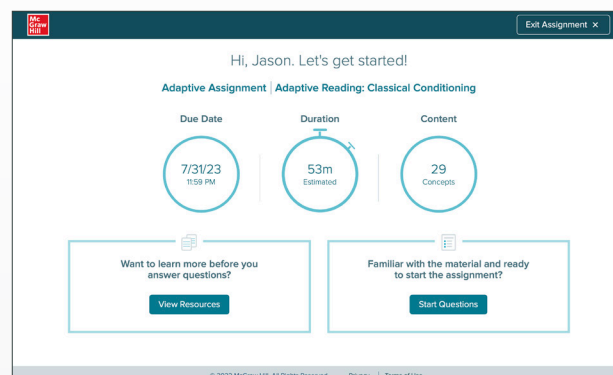 Mc
Graw
Hill
Exit Assignment ×
Hi, Jason. Let's get started!
Adaptive Assignment | Adaptive Reading: Classical Conditioning
Due Date
Duration
Content
7/31/23
11:59 PM
53m
Estimated
29
Concepts
Want to learn more before you
answer questions?
View Resources
Familiar with the material and ready
to start the assignment?
Start Questions